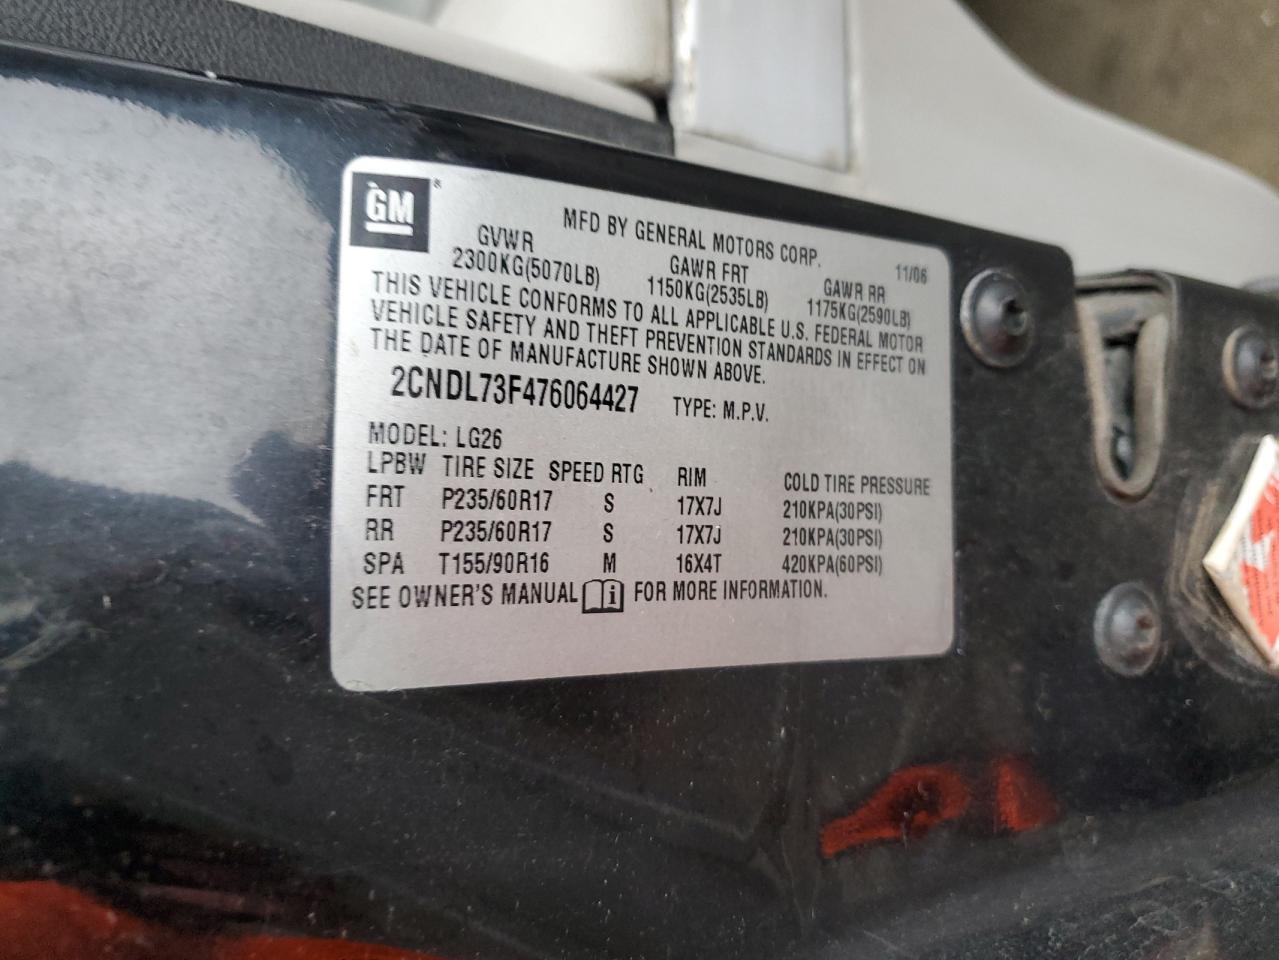 GM ®
MFD BY GENERAL MOTORS CORP.
11/06
GVWR GAWR FRT GAWR RR
2300KG(5070LB) 1150KG(2535LB) 1175KG(2590LB)
THIS VEHICLE CONFORMS TO ALL APPLICABLE U.S. FEDERAL MOTOR
VEHICLE SAFETY AND THEFT PREVENTION STANDARDS IN EFFECT ON
THE DATE OF MANUFACTURE SHOWN ABOVE.
2CNDL73F476064427 TYPE: M.P.V.
MODEL: LG26
LPBW TIRE SIZE SPEED RTG RIM COLD TIRE PRESSURE
FRT P235/60R17 S 17X7J 210KPA(30PSI)
RR P235/60R17 S 17X7J 210KPA(30PSI)
SPA T155/90R16 M 16X4T 420KPA(60PSI)
SEE OWNER'S MANUAL i FOR MORE INFORMATION.